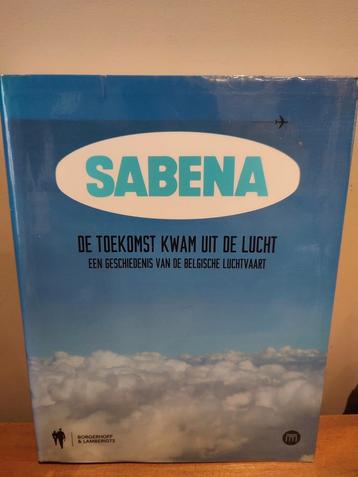 SABENA
DE TOEKOMST KWAM UIT DE LUCHT
EEN GESCHIEDENIS VAN DE BELGISCHE LUCHTVAART
BORGERHOFF
& LAMBERIGTS
m